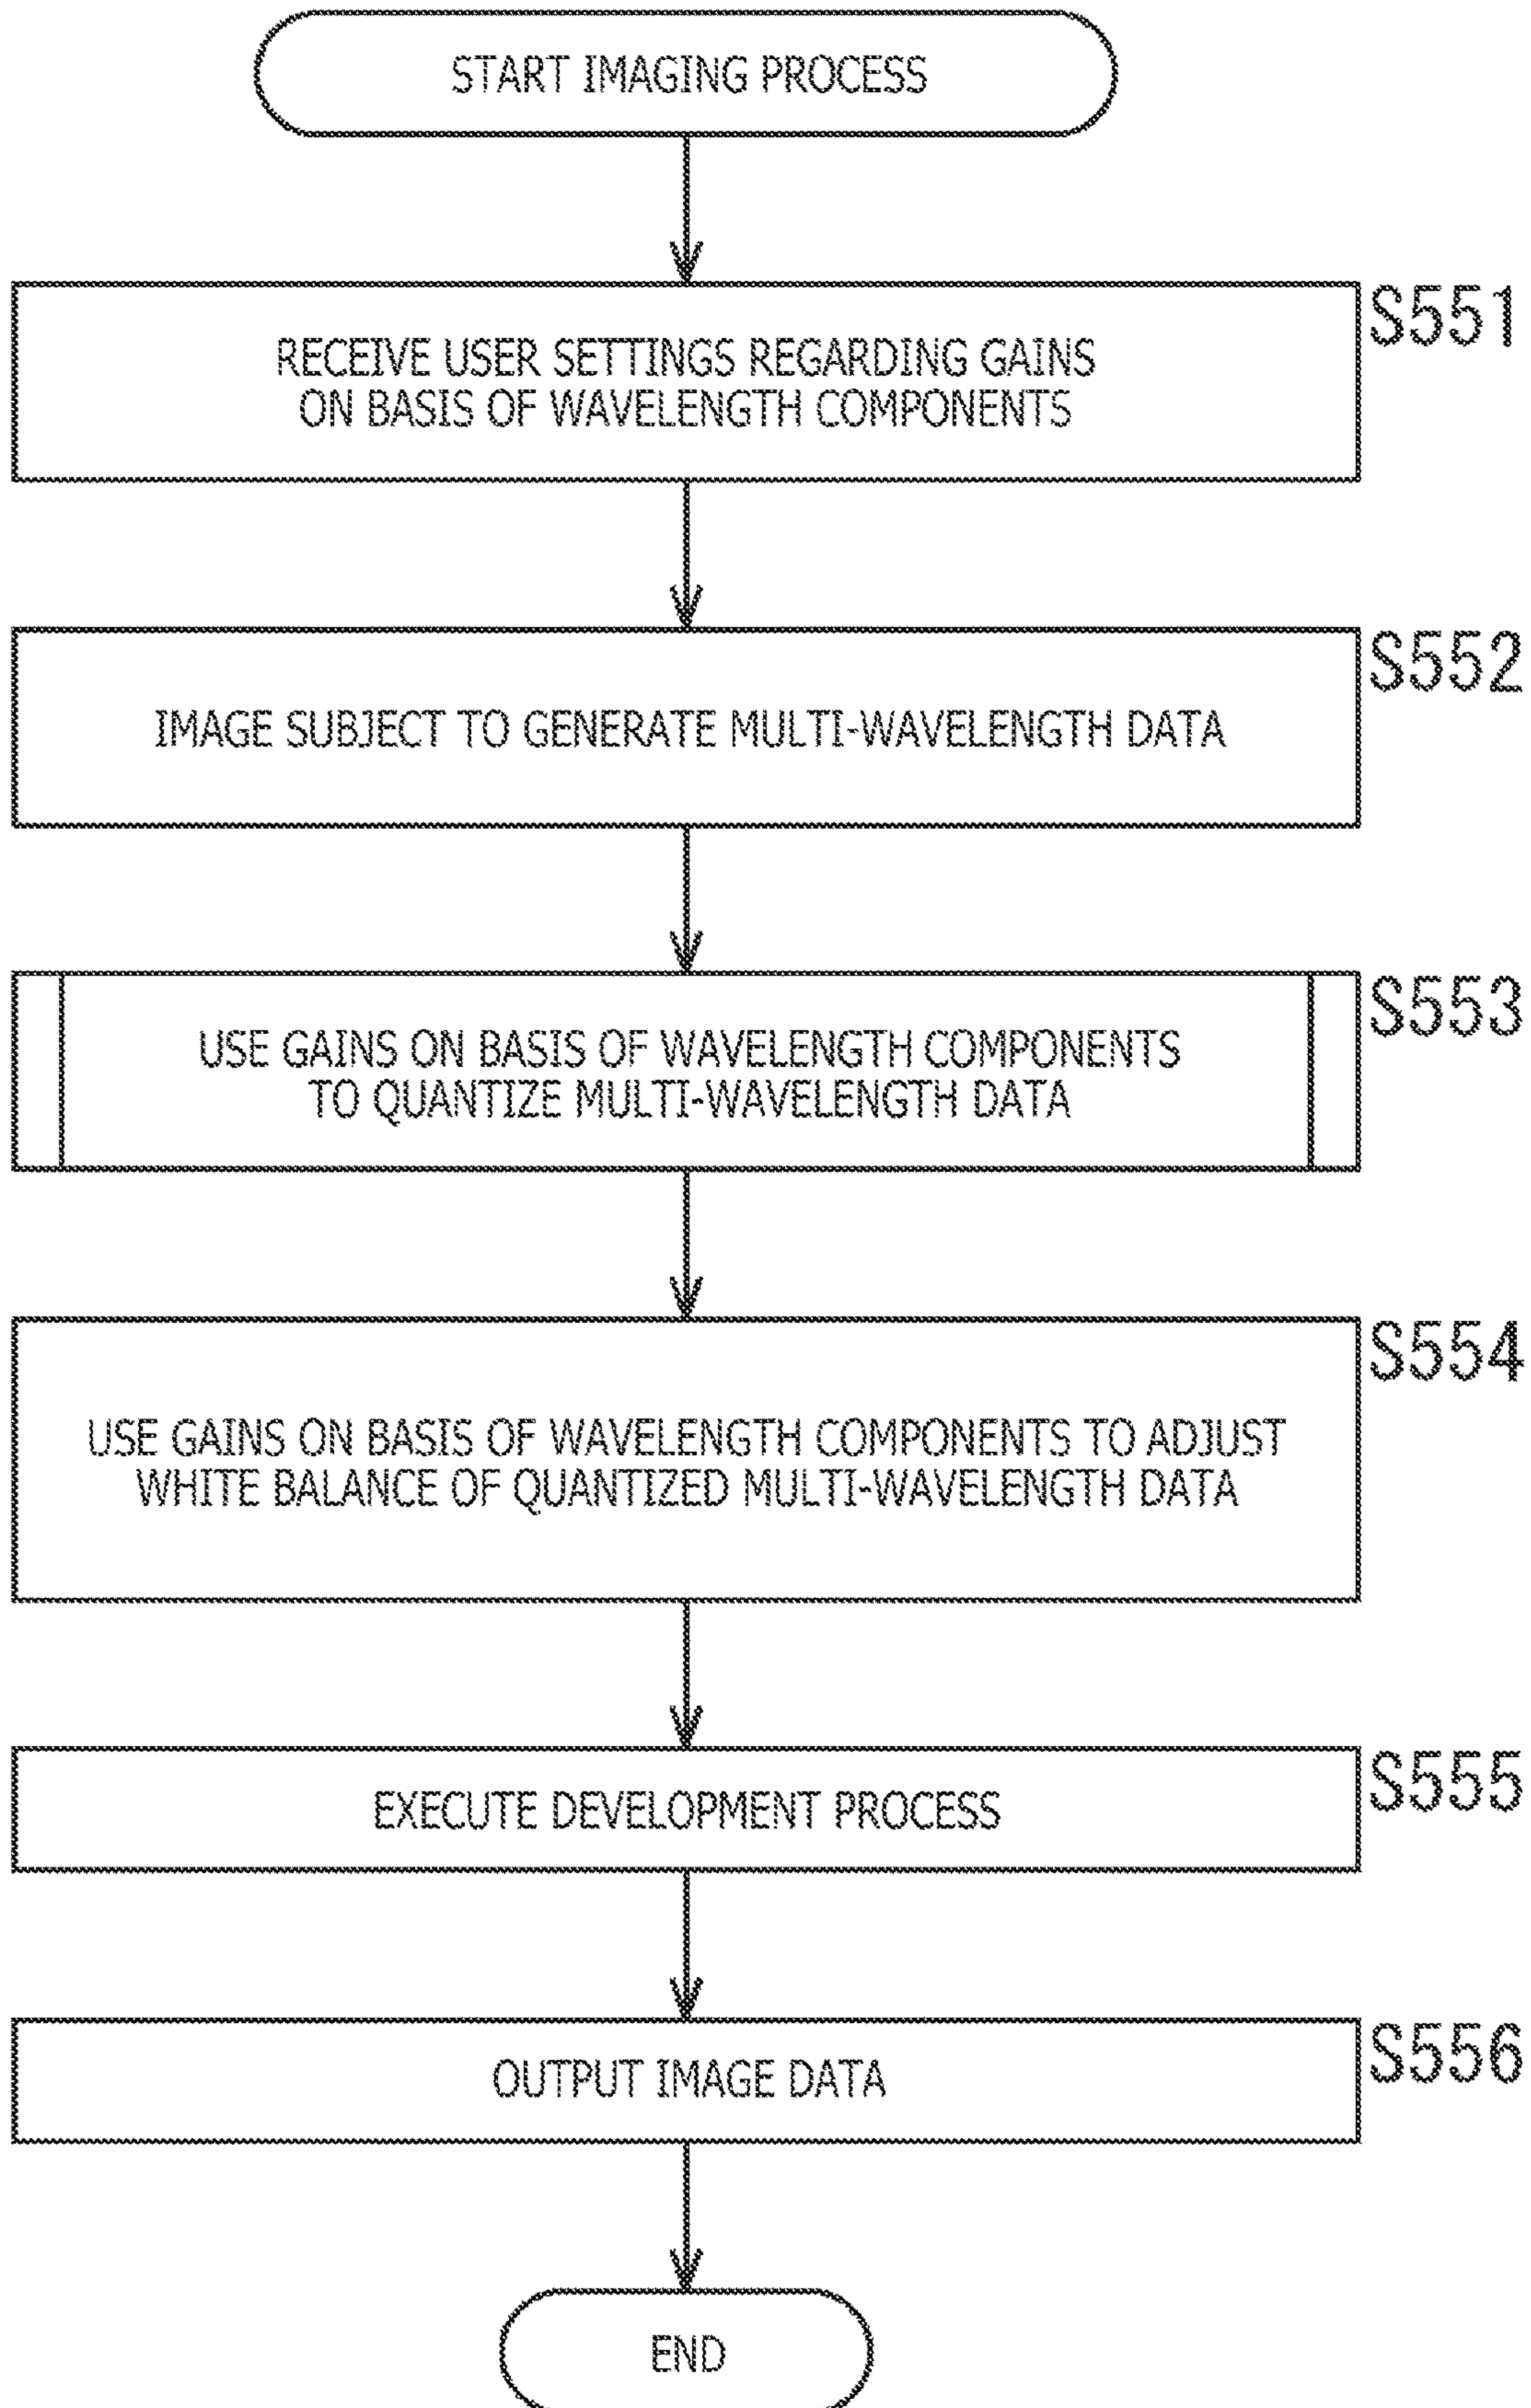 START IMAGING PROCESS
S551
RECEIVE USER SETTINGS REGARDING GAINS
ON BASIS OF WAVELENGTH COMPONENTS
S552
IMAGE SUBJECT TO GENERATE MULTI-WAVELENGTH DATA
S553
USE GAINS ON BASIS OF WAVELENGTH COMPONENTS
TO QUANTIZE MULTI-WAVELENGTH DATA
S554
USE GAINS ON BASIS OF WAVELENGTH COMPONENTS TO ADJUST
WHITE BALANCE OF QUANTIZED MULTI-WAVELENGTH DATA
S555
EXECUTE DEVELOPMENT PROCESS
S556
OUTPUT IMAGE DATA
END